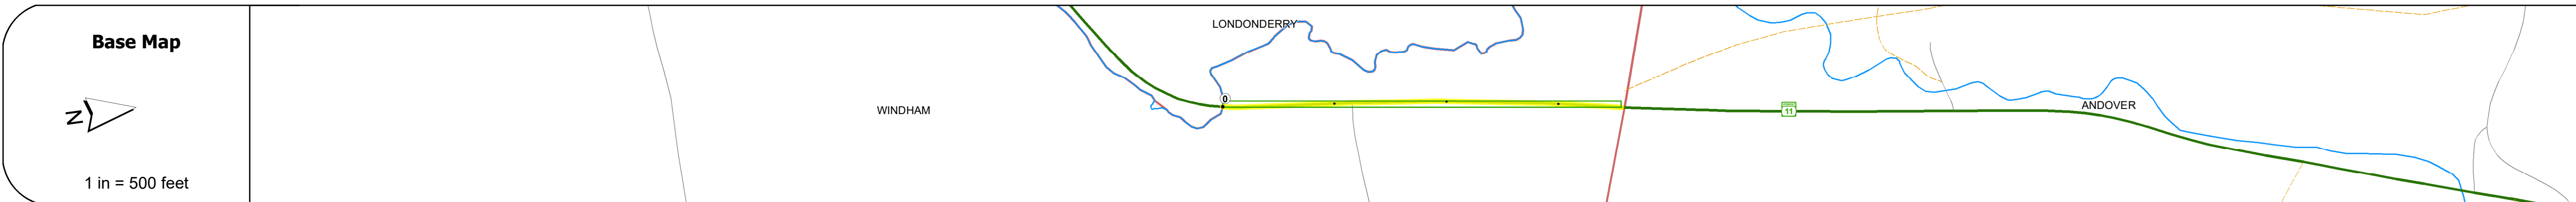 Base Map
N
1 in = 500 feet
LONDONDERRY
WINDHAM
0
11
ANDOVER